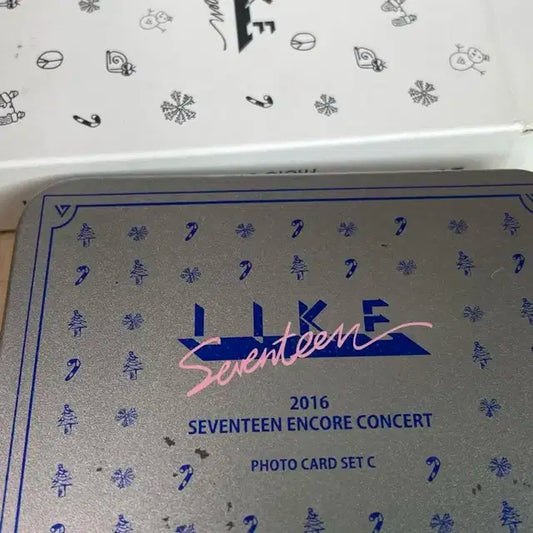 LIKE
Seventeen
2016
SEVENTEEN ENCORE CONCERT
PHOTO CARD SET C